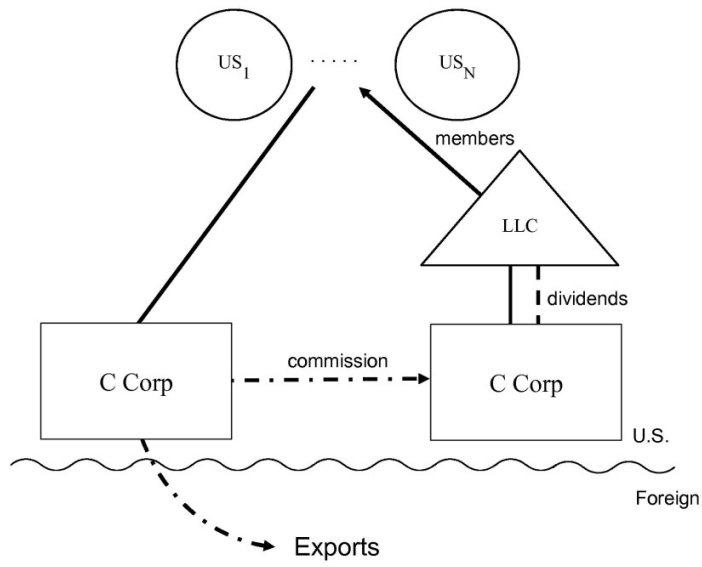 US1
. . . . .
USN
members
LLC
dividends
C Corp
commission
C Corp
U.S.
Foreign
Exports